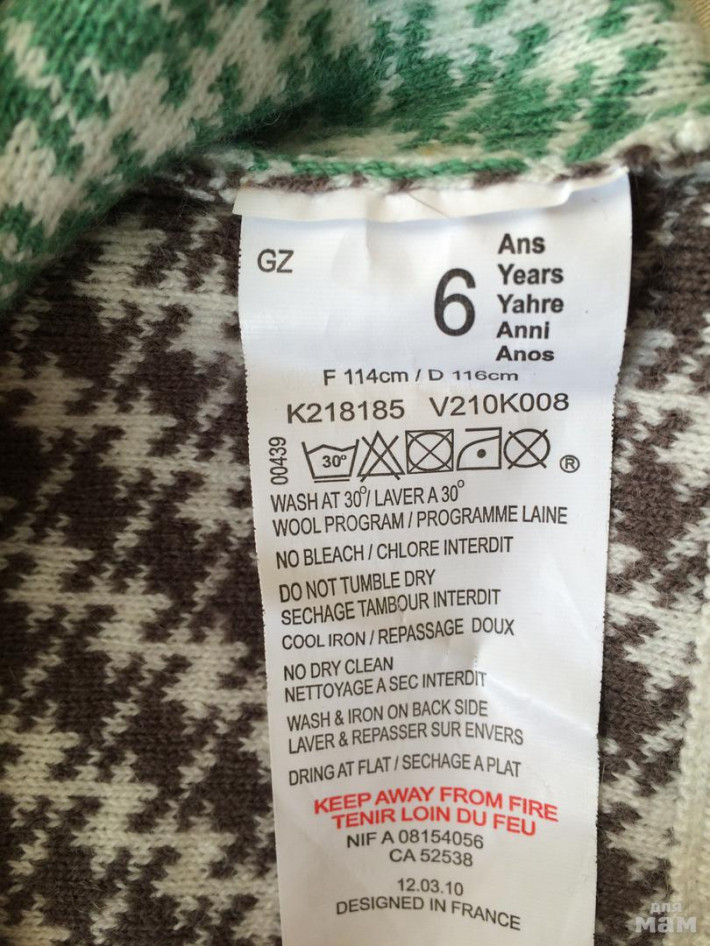 GZ
6
Ans
Years
Yahre
Anni
Anos
F 114cm / D 116cm
K218185 V210K008
00439
30° ®
WASH AT 30°/ LAVER A 30°
WOOL PROGRAM / PROGRAMME LAINE
NO BLEACH / CHLORE INTERDIT
DO NOT TUMBLE DRY
SECHAGE TAMBOUR INTERDIT
COOL IRON / REPASSAGE DOUX
NO DRY CLEAN
NETTOYAGE A SEC INTERDIT
WASH & IRON ON BACK SIDE
LAVER & REPASSER SUR ENVERS
DRING AT FLAT / SECHAGE A PLAT
KEEP AWAY FROM FIRE
TENIR LOIN DU FEU
NIF A 08154056
CA 52538
12.03.10
DESIGNED IN FRANCE
для
мам